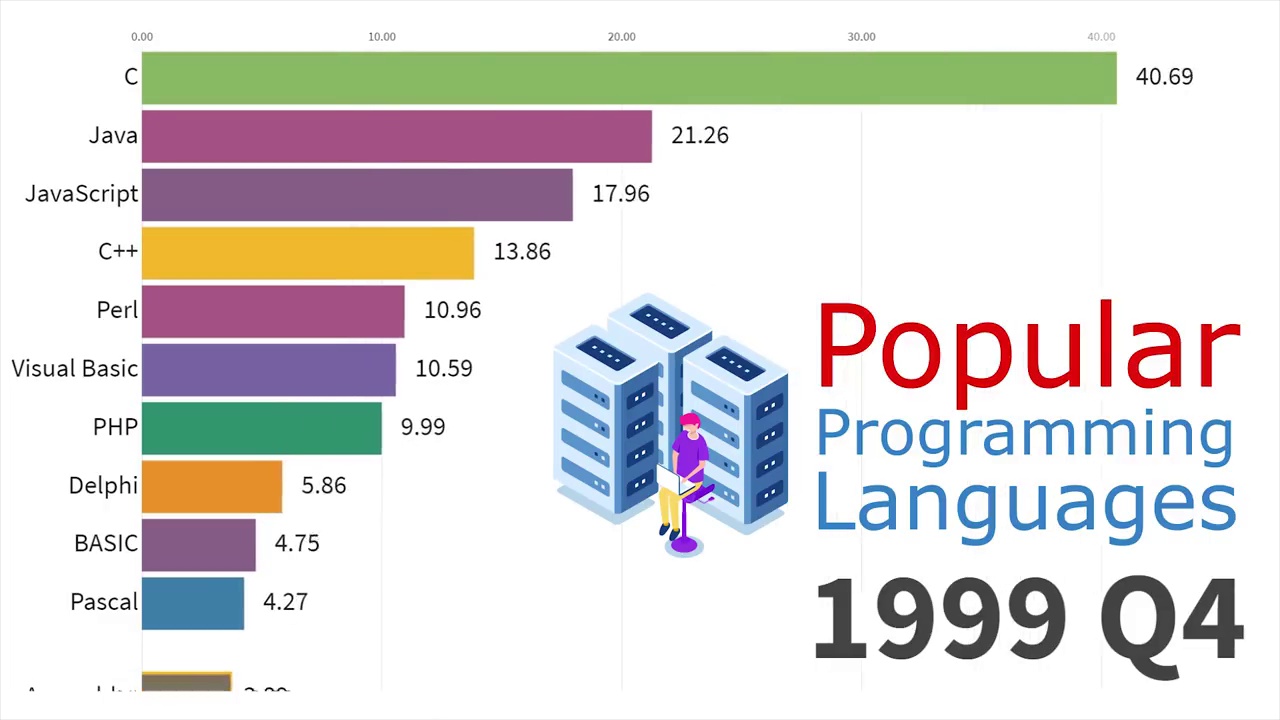 0.00 10.00 20.00 30.00 40.00
C 40.69
Java 21.26
JavaScript 17.96
C++ 13.86
Perl 10.96
Visual Basic 10.59
PHP 9.99
Delphi 5.86
BASIC 4.75
Pascal 4.27
Popular
Programming
Languages
1999 Q4